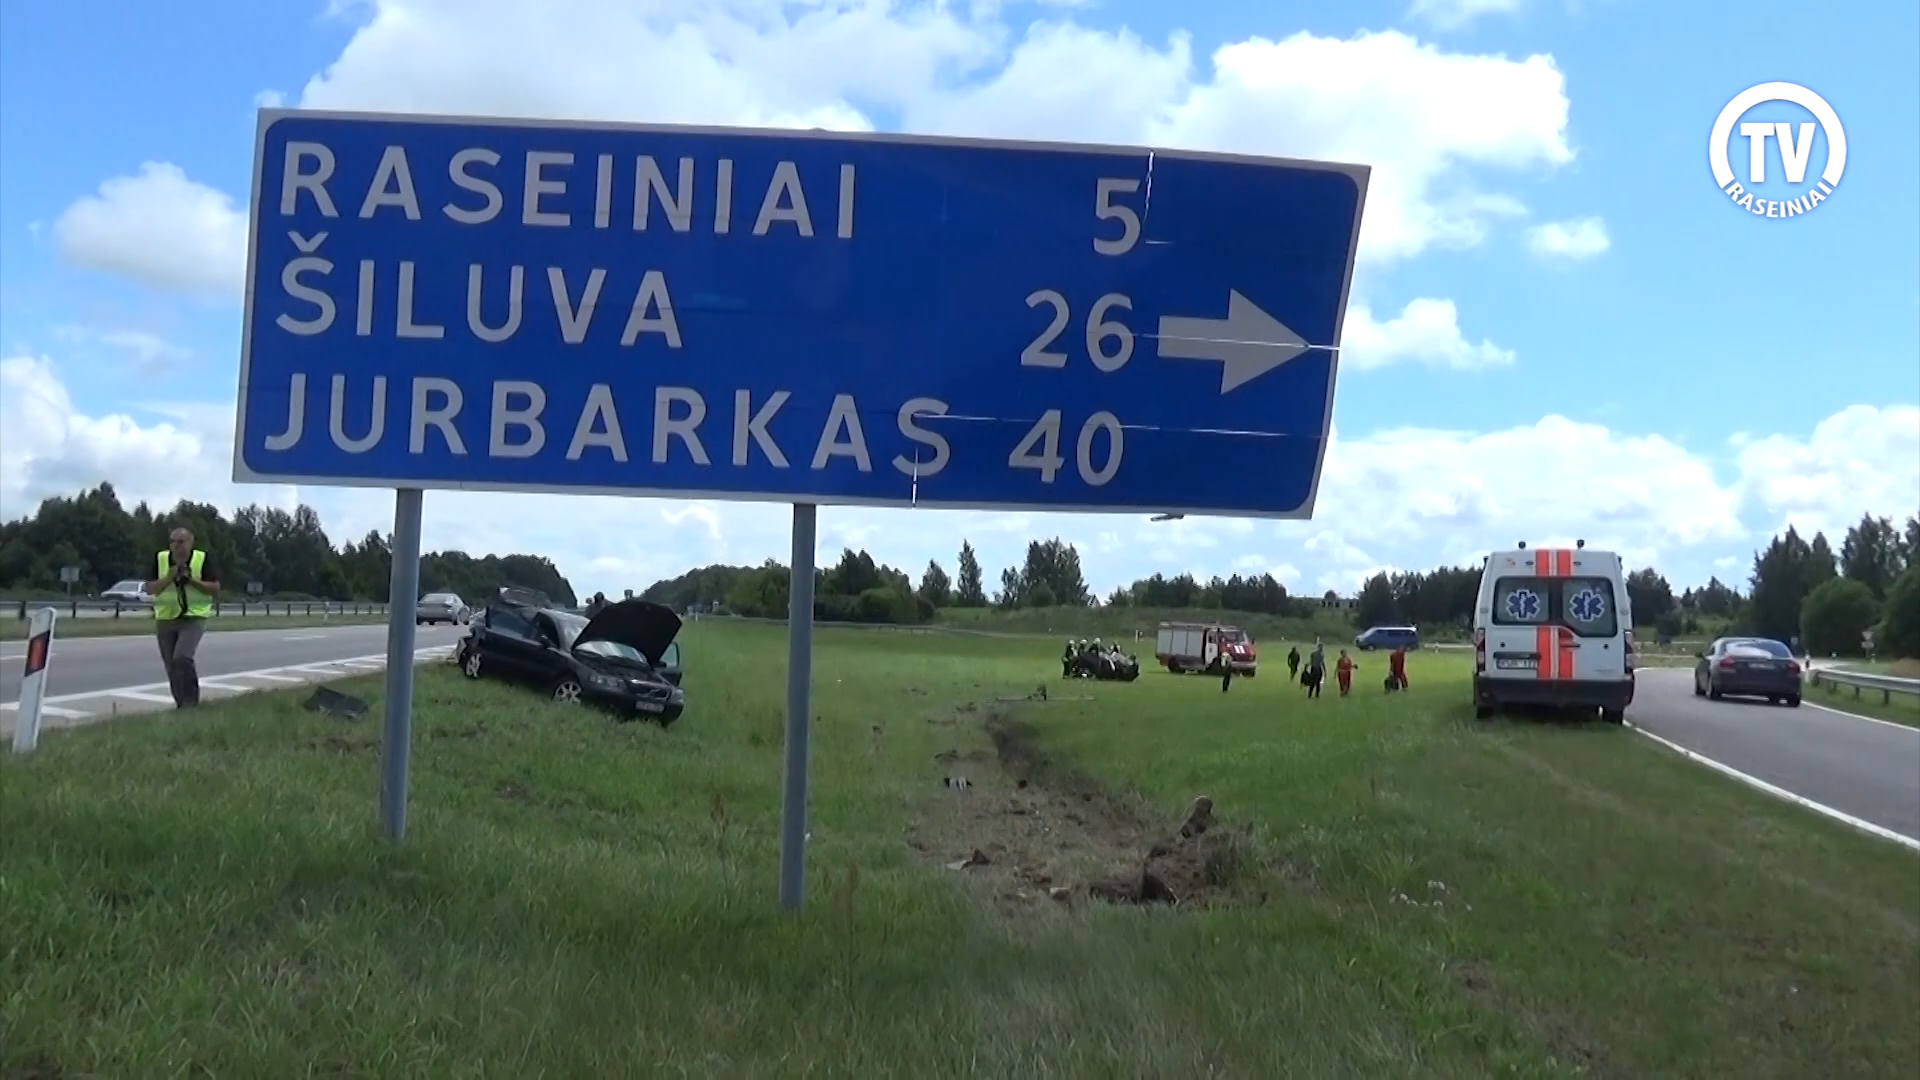 RASEINIAI 5
ŠILUVA 26
JURBARKAS 40
TV
RASEINIAI